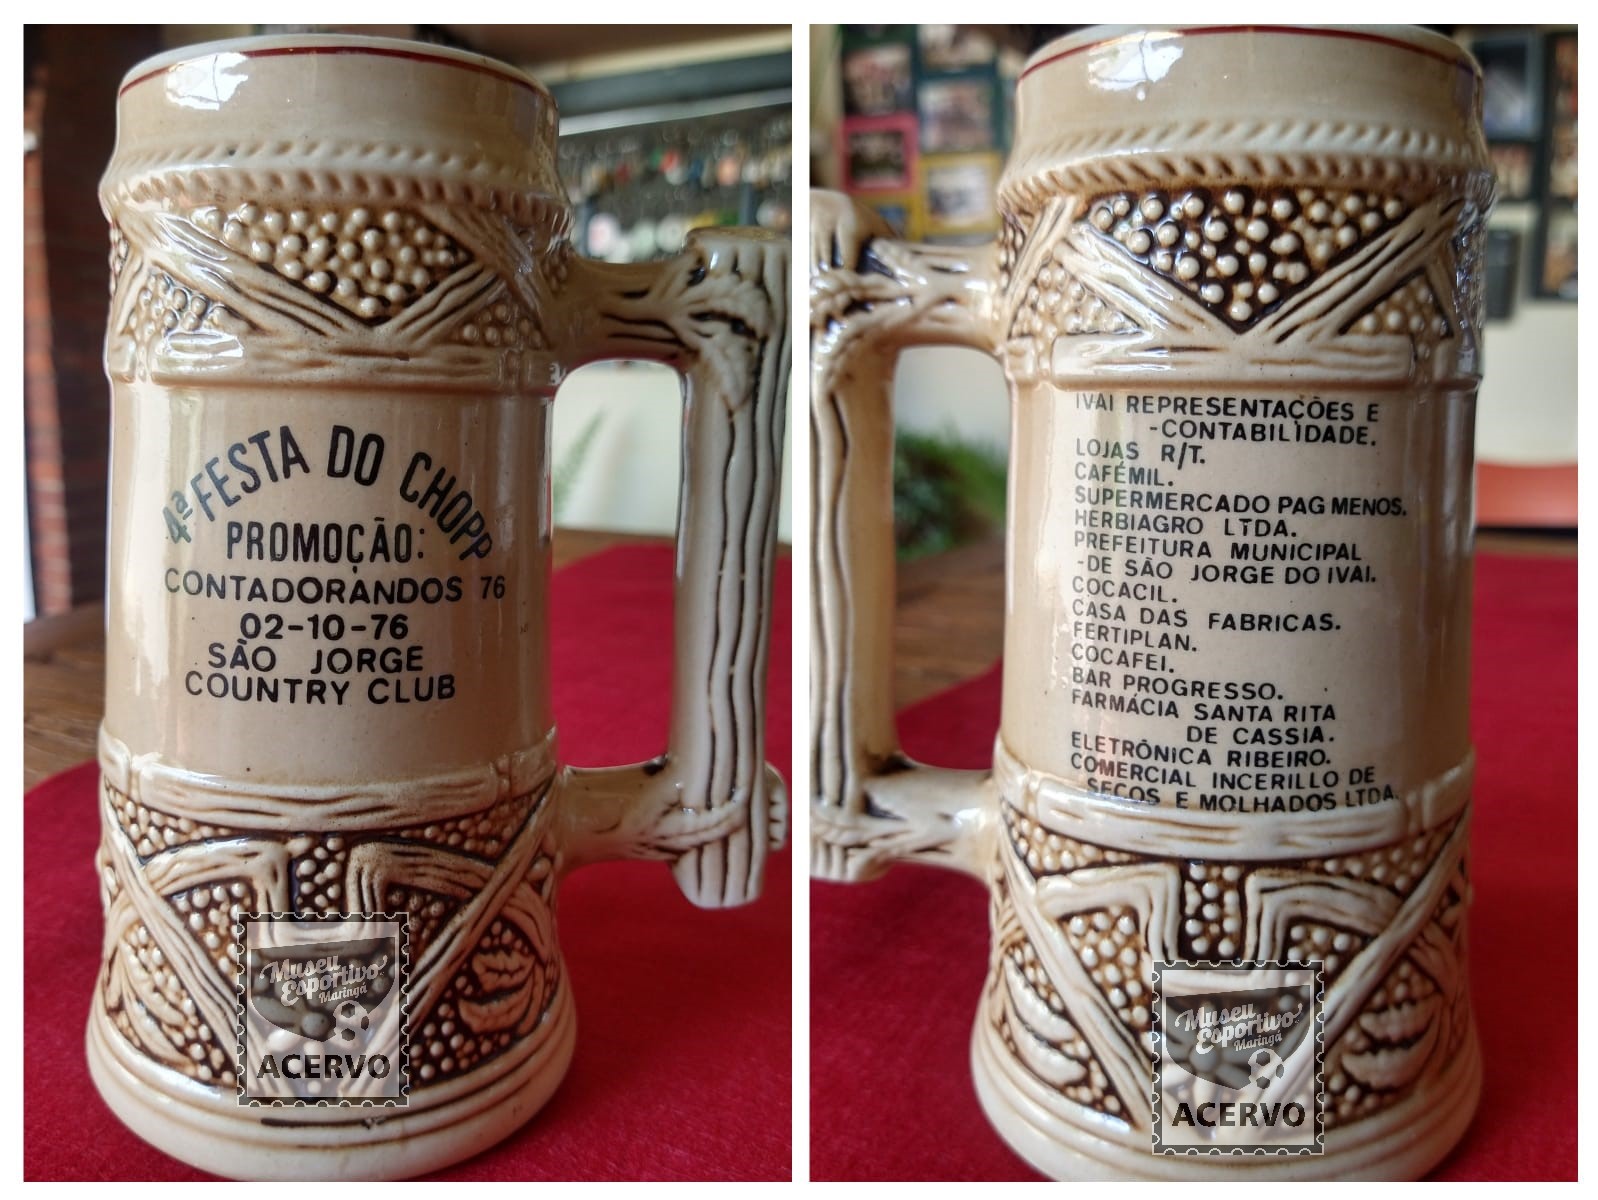 4ª FESTA DO CHOPP
PROMOÇÃO:
CONTADORANDOS 76
02-10-76
SÃO JORGE
COUNTRY CLUB
Museu
Esportivo
Maringá
ACERVO
IVAI REPRESENTAÇÕES E
-CONTABILIDADE.
LOJAS R/T.
CAFÉMIL.
SUPERMERCADO PAG MENOS.
HERBIAGRO LTDA.
PREFEITURA MUNICIPAL
-DE SÃO JORGE DO IVAI.
COCACIL.
CASA DAS FABRICAS.
FERTIPLAN.
COCAFEI.
BAR PROGRESSO.
FARMÁCIA SANTA RITA
DE CASSIA.
ELETRÔNICA RIBEIRO.
COMERCIAL INCERILLO DE
SECOS E MOLHADOS LTDA.
Museu
Esportivo
Maringá
ACERVO